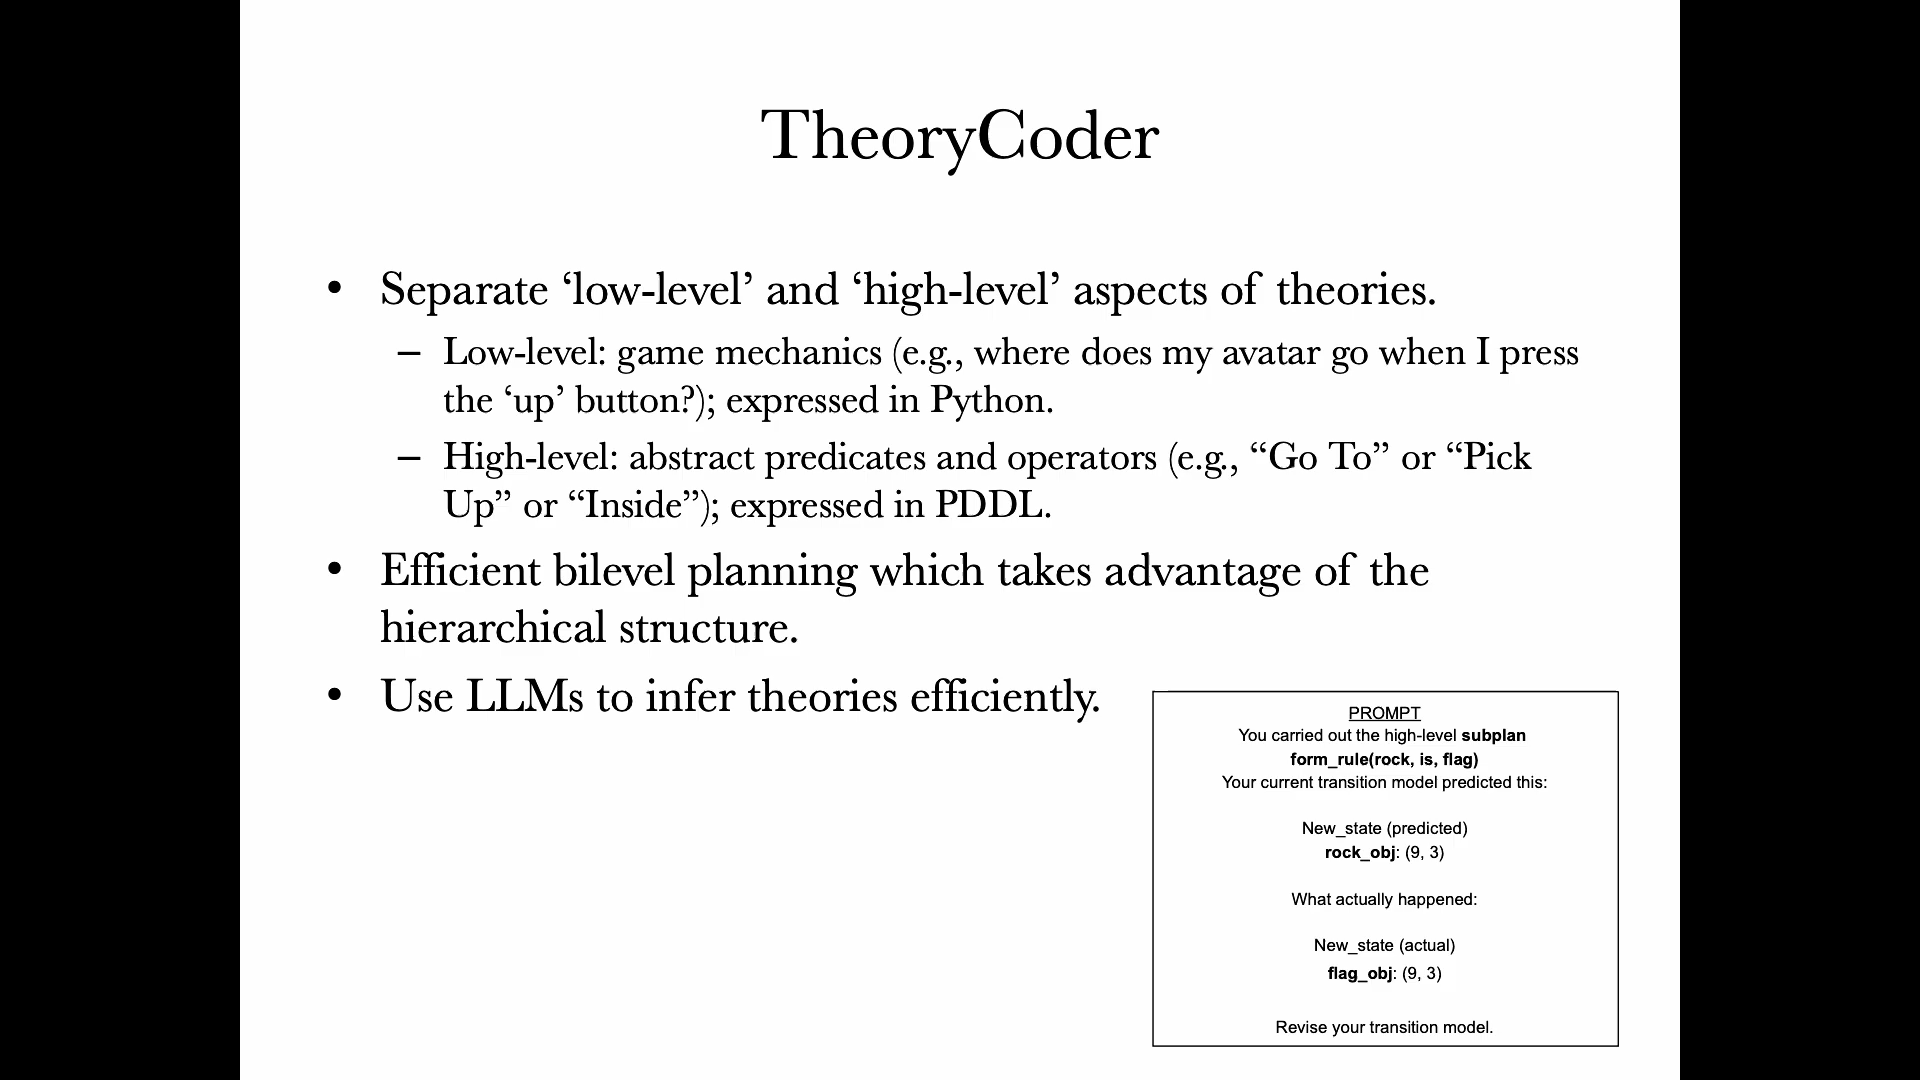 TheoryCoder
• Separate ‘low-level’ and ‘high-level’ aspects of theories.
– Low-level: game mechanics (e.g., where does my avatar go when I press
the ‘up’ button?); expressed in Python.
– High-level: abstract predicates and operators (e.g., “Go To” or “Pick
Up” or “Inside”); expressed in PDDL.
• Efficient bilevel planning which takes advantage of the
hierarchical structure.
• Use LLMs to infer theories efficiently.
PROMPT
You carried out the high-level subplan
form_rule(rock, is, flag)
Your current transition model predicted this:
New_state (predicted)
rock_obj: (9, 3)
What actually happened:
New_state (actual)
flag_obj: (9, 3)
Revise your transition model.